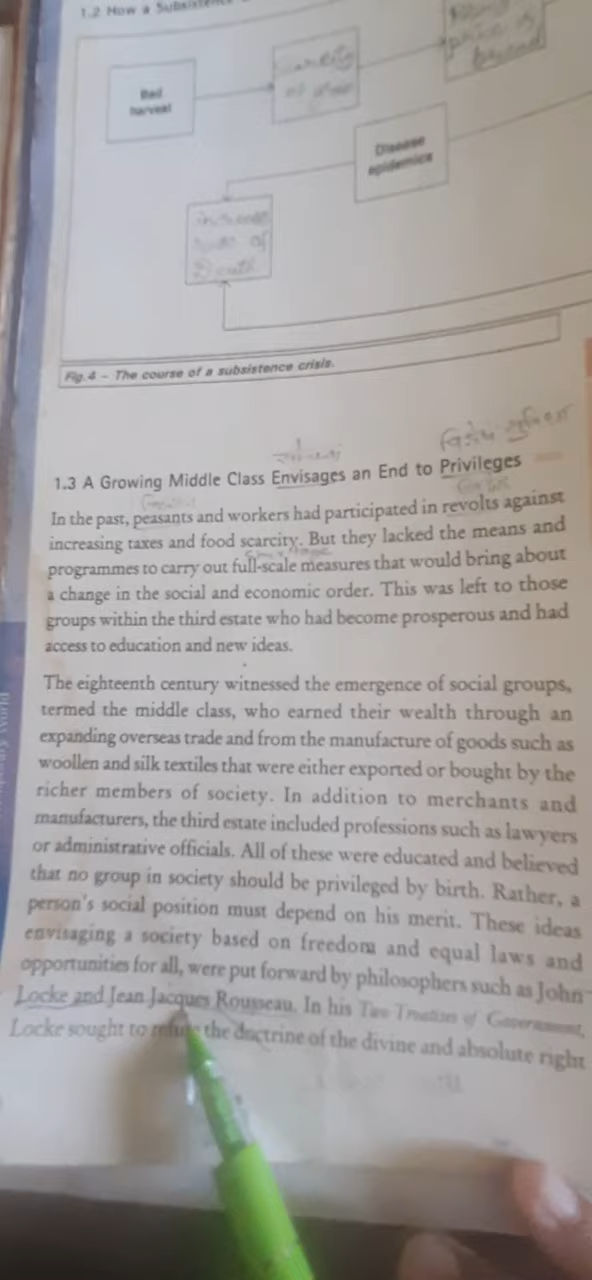 1.2 How a Subsistence
Bad
harvest
Disease
epidemics
of
Fig.4 – The course of a subsistence crisis.
1.3 A Growing Middle Class Envisages an End to Privileges
In the past, peasants and workers had participated in revolts against
increasing taxes and food scarcity. But they lacked the means and
programmes to carry out full-scale measures that would bring about
a change in the social and economic order. This was left to those
groups within the third estate who had become prosperous and had
access to education and new ideas.
The eighteenth century witnessed the emergence of social groups,
termed the middle class, who earned their wealth through an
expanding overseas trade and from the manufacture of goods such as
woollen and silk textiles that were either exported or bought by the
richer members of society. In addition to merchants and
manufacturers, the third estate included professions such as lawyers
or administrative officials. All of these were educated and believed
that no group in society should be privileged by birth. Rather, a
person's social position must depend on his merit. These ideas
envisaging a society based on freedom and equal laws and
opportunities for all, were put forward by philosophers such as John
Locke and Jean Jacques Rousseau. In his Two Treatises of Government,
Locke sought to refute the doctrine of the divine and absolute right